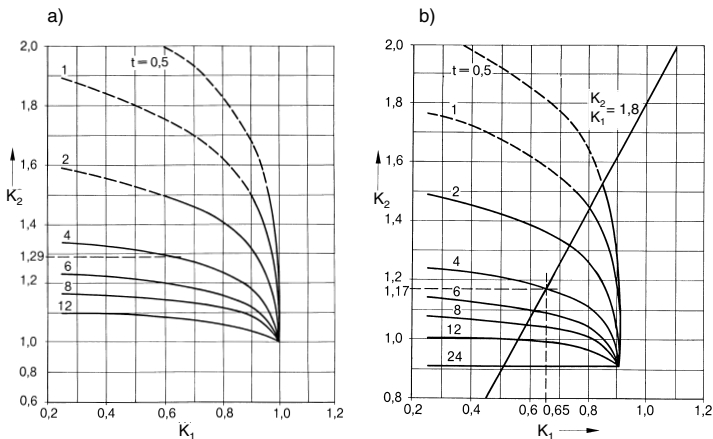 a)
2,0
1,8
1,6
K₂
1,4
1,29
1,2
1,0
0,8
0,6
t = 0,5
1
2
4
6
8
12
0,2 0,4 0,6 0,8 1,0 1,2
K₁
b)
2,0
1,8
1,6
K₂
1,4
1,2
1,17
1,0
0,8
t = 0,5
1
2
4
6
8
12
24
K₂
K₁ = 1,8
0,2 0,4 0,6 0,65 0,8 1,0 1,2
K₁